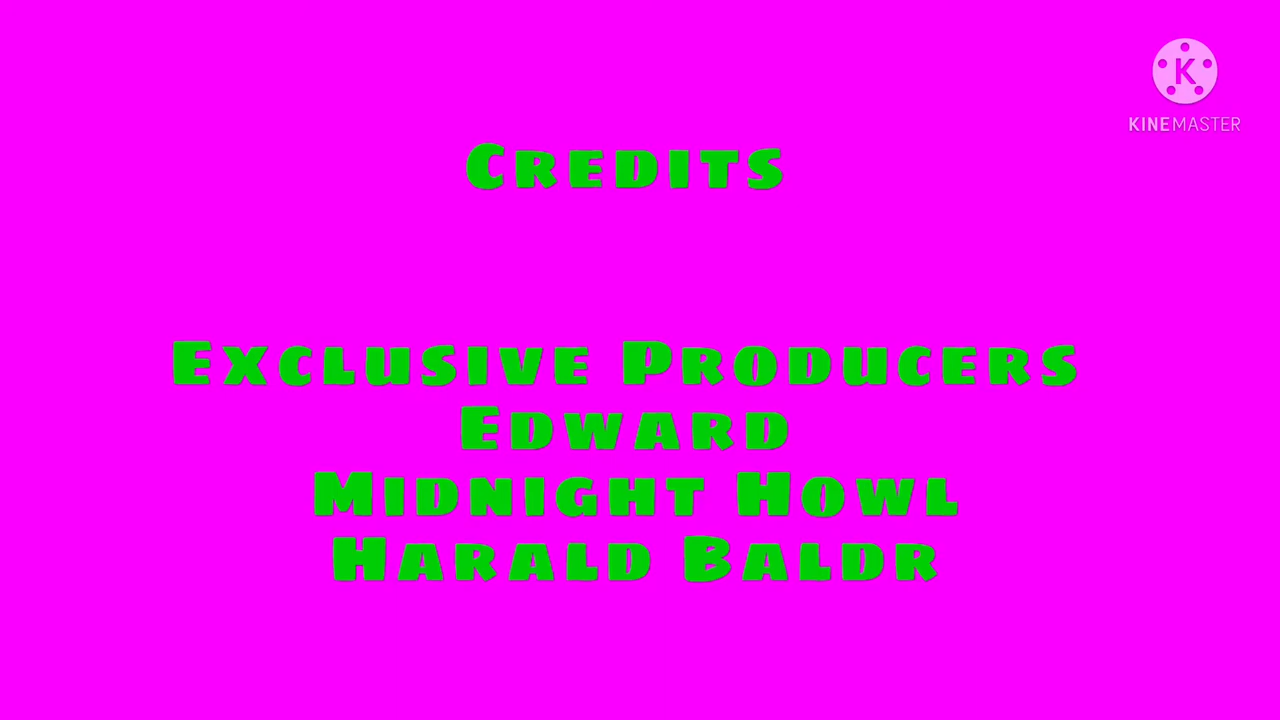 K
KINEMASTER
Credits
Exclusive Producers
Edward
Midnight Howl
Harald Baldr